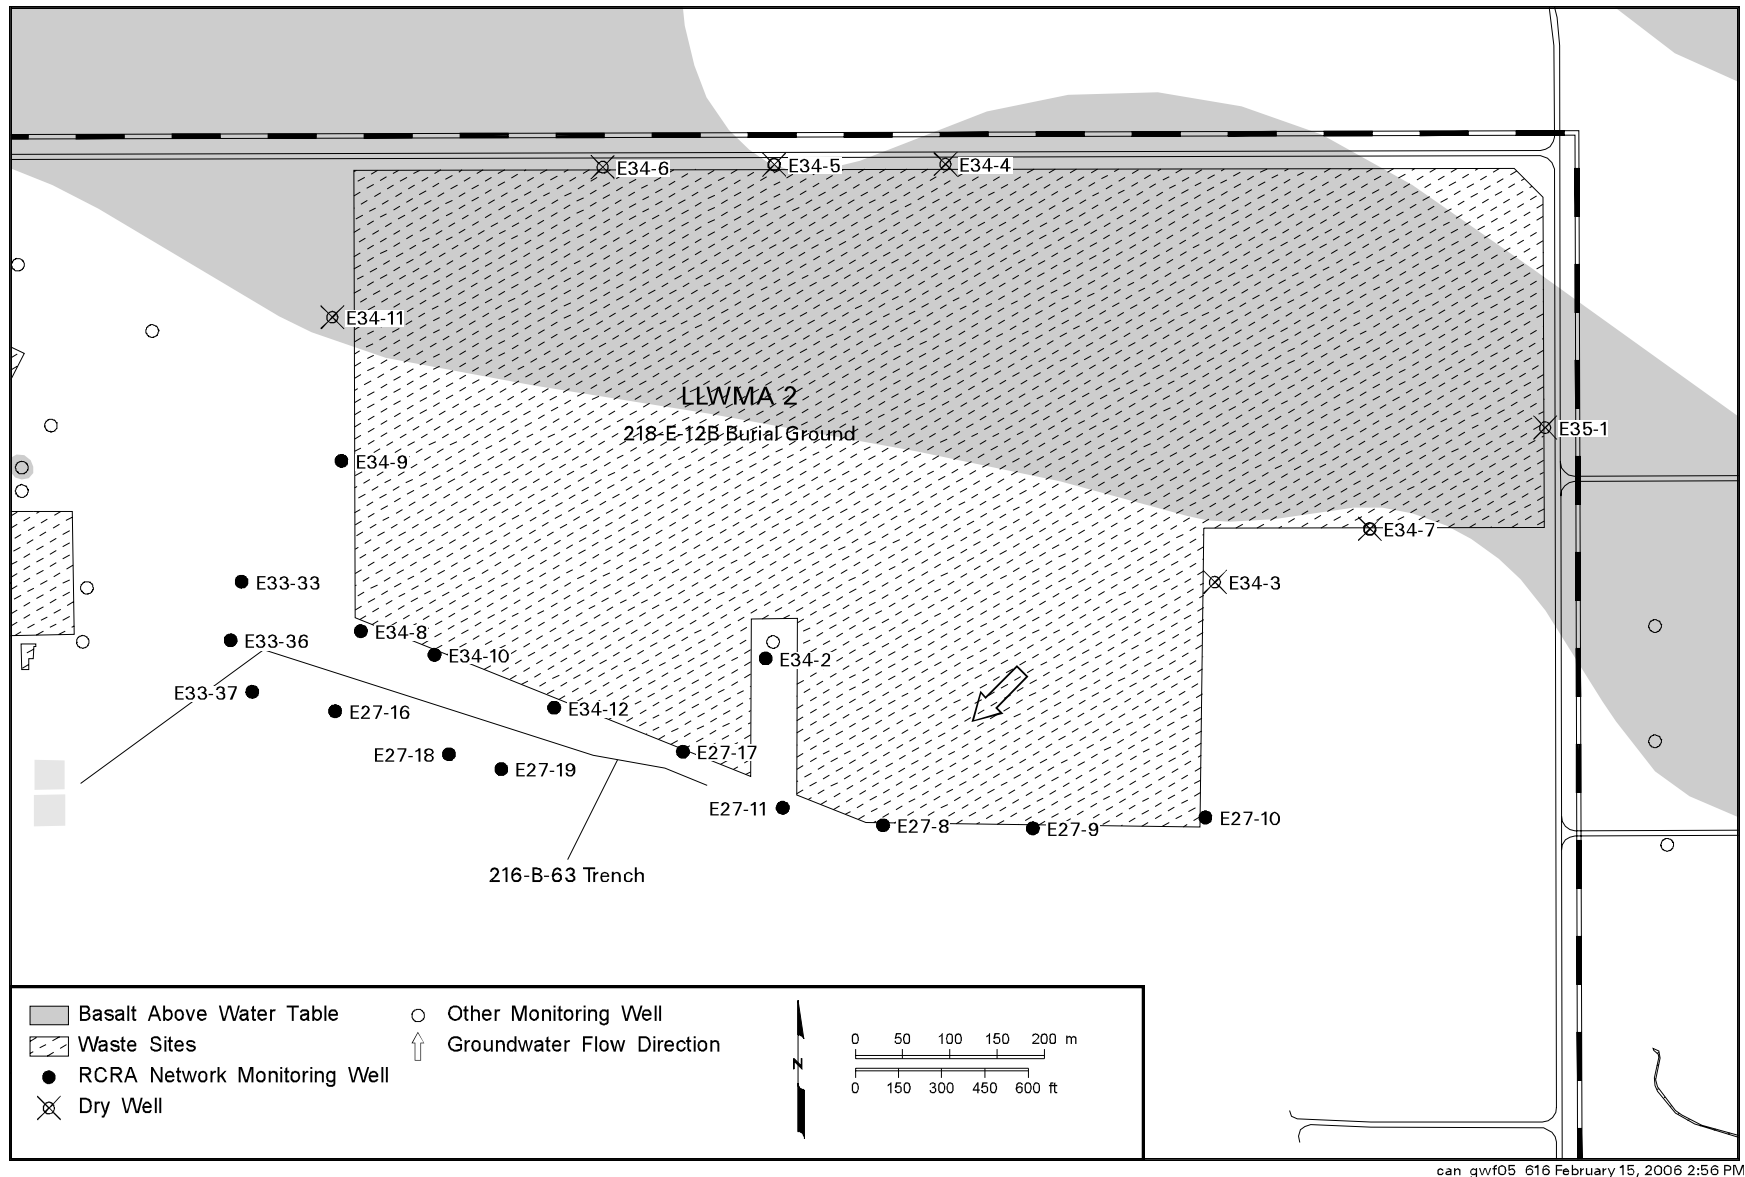 E34-6
E34-5
E34-4
E34-11
LLWMA 2
218-E-12B Burial Ground
E35-1
E34-9
E34-7
E33-33
E34-3
E34-8
E33-36
E34-10
E34-2
E33-37
E27-16
E34-12
E27-18
E27-17
E27-19
E27-11
E27-8
E27-9
E27-10
216-B-63 Trench
Basalt Above Water Table
Waste Sites
RCRA Network Monitoring Well
Dry Well
Other Monitoring Well
Groundwater Flow Direction
N
0 50 100 150 200 m
0 150 300 450 600 ft
can_gwf05_616 February 15, 2006 2:56 PM